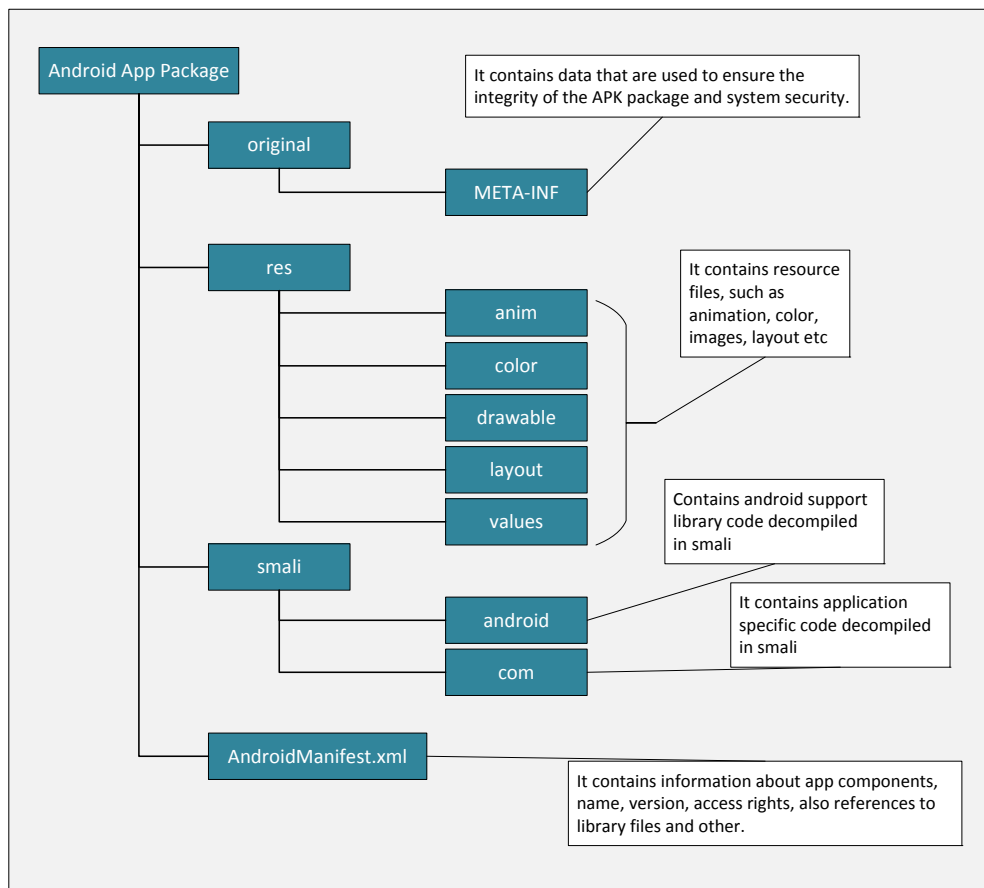 Android App Package
It contains data that are used to ensure the
integrity of the APK package and system security.
original
META-INF
res
It contains resource
files, such as
animation, color,
images, layout etc
anim
color
drawable
layout
values
Contains android support
library code decompiled
in smali
smali
android
It contains application
specific code decompiled
in smali
com
AndroidManifest.xml
It contains information about app components,
name, version, access rights, also references to
library files and other.